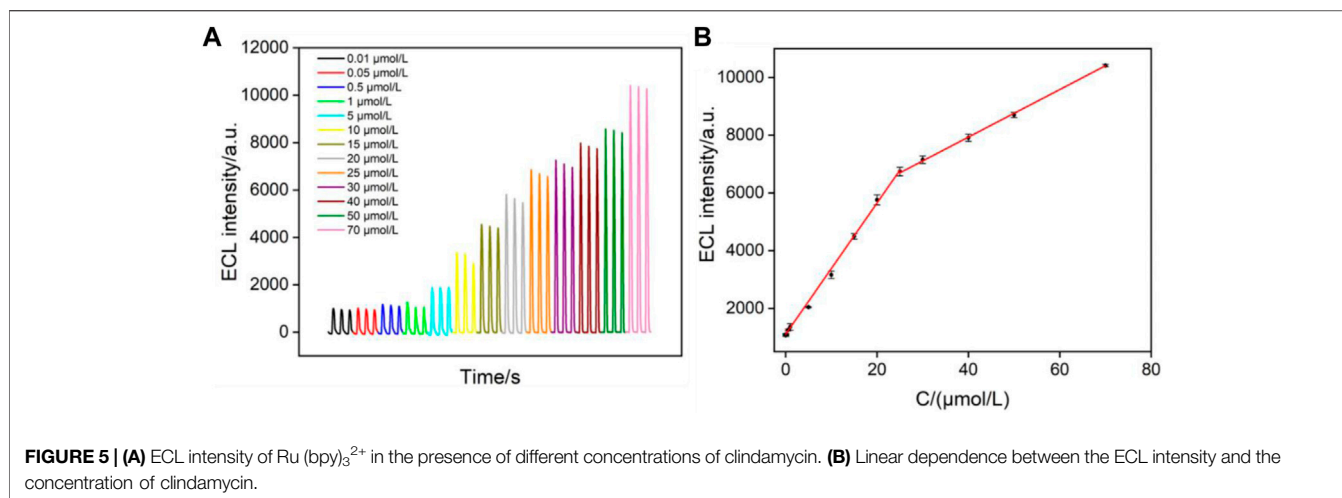 A
12000
10000
8000
6000
4000
2000
0
ECL intensity/a.u.
0.01 µmol/L
0.05 µmol/L
0.5 µmol/L
1 µmol/L
5 µmol/L
10 µmol/L
15 µmol/L
20 µmol/L
25 µmol/L
30 µmol/L
40 µmol/L
50 µmol/L
70 µmol/L
Time/s
B
10000
8000
6000
4000
2000
ECL intensity/a.u.
0 20 40 60 80
C/(µmol/L)
FIGURE 5 | (A) ECL intensity of Ru (bpy)₃²⁺ in the presence of different concentrations of clindamycin. (B) Linear dependence between the ECL intensity and the
concentration of clindamycin.